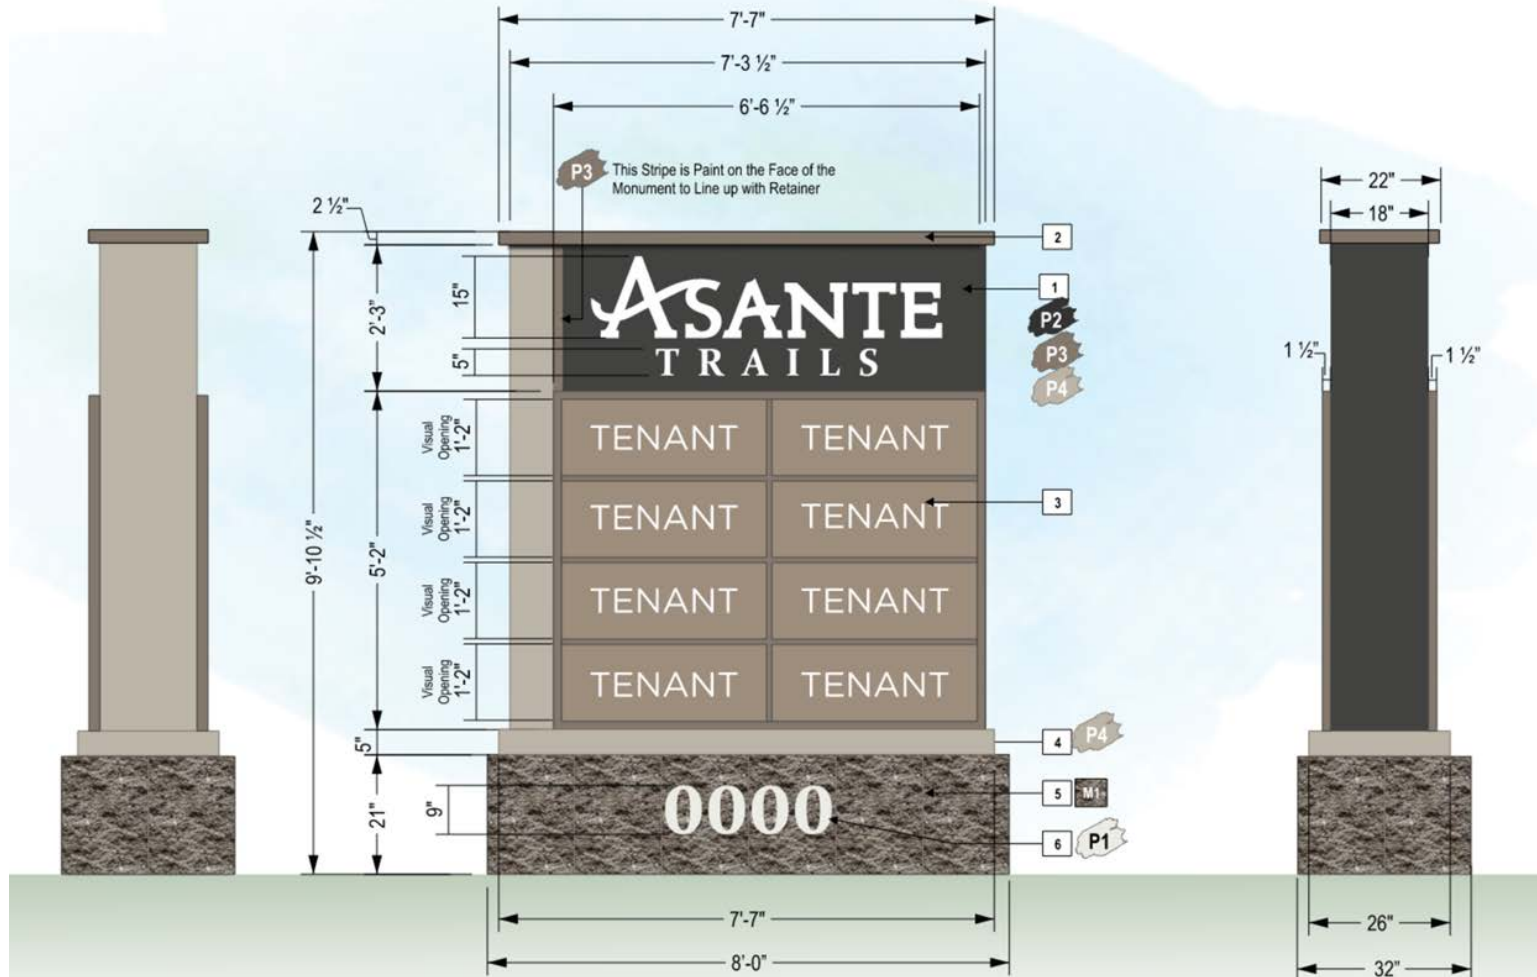 7'-7"
7'-3 ½"
6'-6 ½"
P3
This Stripe is Paint on the Face of the
Monument to Line up with Retainer
2 ½"
22"
18"
2
1
P2
P3
P4
15"
2'-3"
5"
ASANTE
TRAILS
1 ½"
1 ½"
Visual
Opening
1'-2"
TENANT TENANT
Visual
Opening
1'-2"
TENANT TENANT
3
9'-10 ½"
5'-2"
Visual
Opening
1'-2"
TENANT TENANT
Visual
Opening
1'-2"
TENANT TENANT
5"
4
P4
21"
9"
0000
5
M1
6
P1
7'-7"
26"
8'-0"
32"